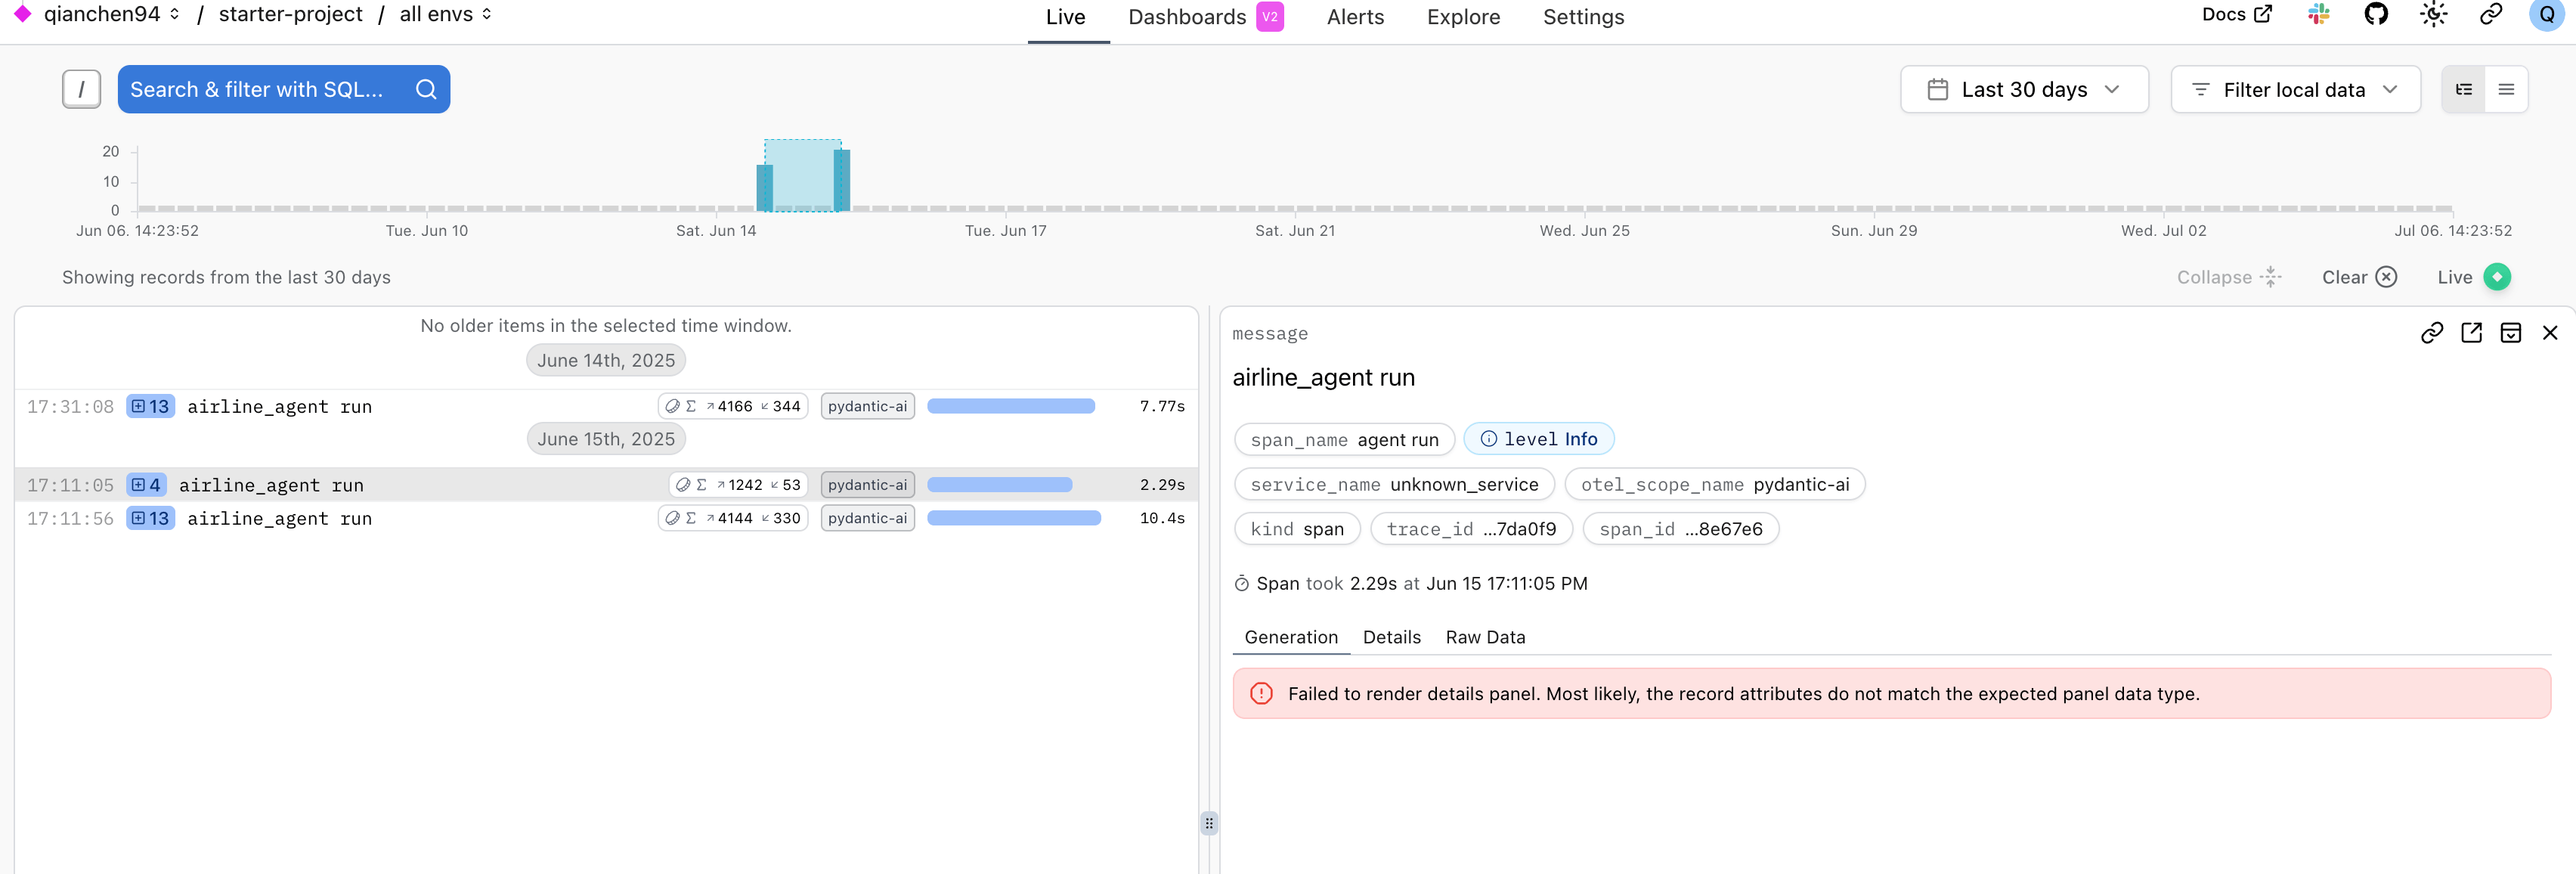 qianchen94 / starter-project / all envs
Live Dashboards V2 Alerts Explore Settings
Docs Q
/ Search & filter with SQL...
Last 30 days Filter local data
20
10
0
Jun 06. 14:23:52 Tue. Jun 10 Sat. Jun 14 Tue. Jun 17 Sat. Jun 21 Wed. Jun 25 Sun. Jun 29 Wed. Jul 02 Jul 06. 14:23:52
Showing records from the last 30 days
Collapse Clear Live
No older items in the selected time window.
June 14th, 2025
17:31:08 13 airline_agent run Σ ↗4166 ↙344 pydantic-ai 7.77s
June 15th, 2025
17:11:05 4 airline_agent run Σ ↗1242 ↙53 pydantic-ai 2.29s
17:11:56 13 airline_agent run Σ ↗4144 ↙330 pydantic-ai 10.4s
message
airline_agent run
span_name agent run level Info
service_name unknown_service otel_scope_name pydantic-ai
kind span trace_id ...7da0f9 span_id ...8e67e6
Span took 2.29s at Jun 15 17:11:05 PM
Generation Details Raw Data
Failed to render details panel. Most likely, the record attributes do not match the expected panel data type.